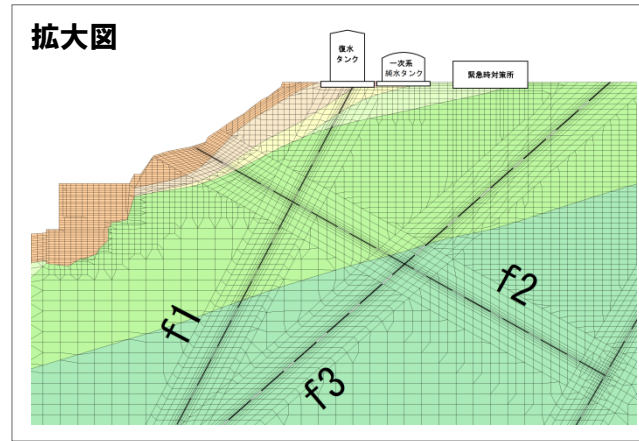 拡大図
復水
タンク
一次系
純水タンク
緊急時対策所
f1
f2
f3